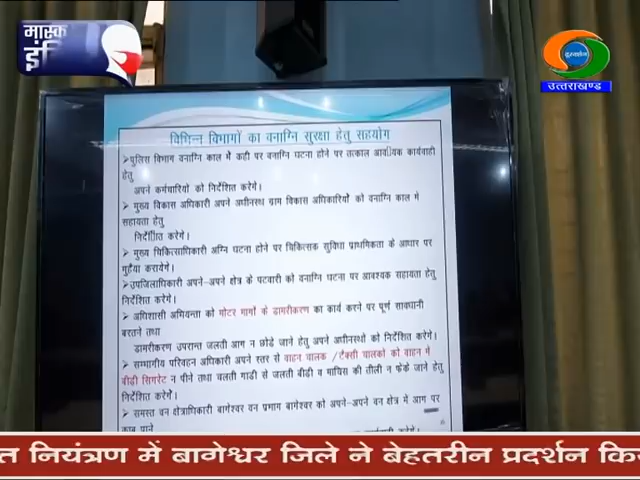 मास्क
इंडि
दूरदर्शन
उत्तराखण्ड
विभिन्न विभागों का वनाग्नि सुरक्षा हेतु सहयोग
➢पुलिस विभाग वनाग्नि काल में कही पर वनाग्नि घटना होने पर तत्काल आवयक कार्यवाही
हेतु
अपने कर्मचारियों को निर्देशित करेगें।
➢ मुख्य विकास अधिकारी अपने अधीनस्थ ग्राम विकास अधिकारियों को वनाग्नि काल में
सहायता हेतु
निर्देित करेगें।
➢ मुख्य चिकित्साधिकारी अग्नि घटना होने पर चिकित्सक सुविधा प्राथमिकता के आधार पर
मुहैया करायेगें।
➢उपजिलाधिकारी अपने-अपने क्षेत्र के पटवारी को वनाग्नि घटना पर आवश्यक सहायता हेतु
निर्देशित करेगें।
➢ अधिशासी अभियन्ता को मोटर मार्गो के डामरीकरण का कार्य करने पर पूर्ण सावधानी
बरतने तथा
डामरीकरण उपरान्त जलती आग न छोड़े जाने हेतु अपने अधीनस्थों को निर्देशित करेगें।
➢ सम्भागीय परिवहन अधिकारी अपने स्तर से वाहन चालक /टैक्सी चालकों को वाहन में
बीड़ी सिगरेट न पीने तथा चलती गाडी से जलती बीडी व माचिस की तीली न फेके जाने हेतु
निर्देशित करेगें।
➢ समस्त वन क्षेत्राधिकारी बागेश्वर वन प्रभाग बागेश्वर को अपने-अपने वन क्षेत्र में आग पर
काबू पाने
त नियंत्रण में बागेश्वर जिले ने बेहतरीन प्रदर्शन किय